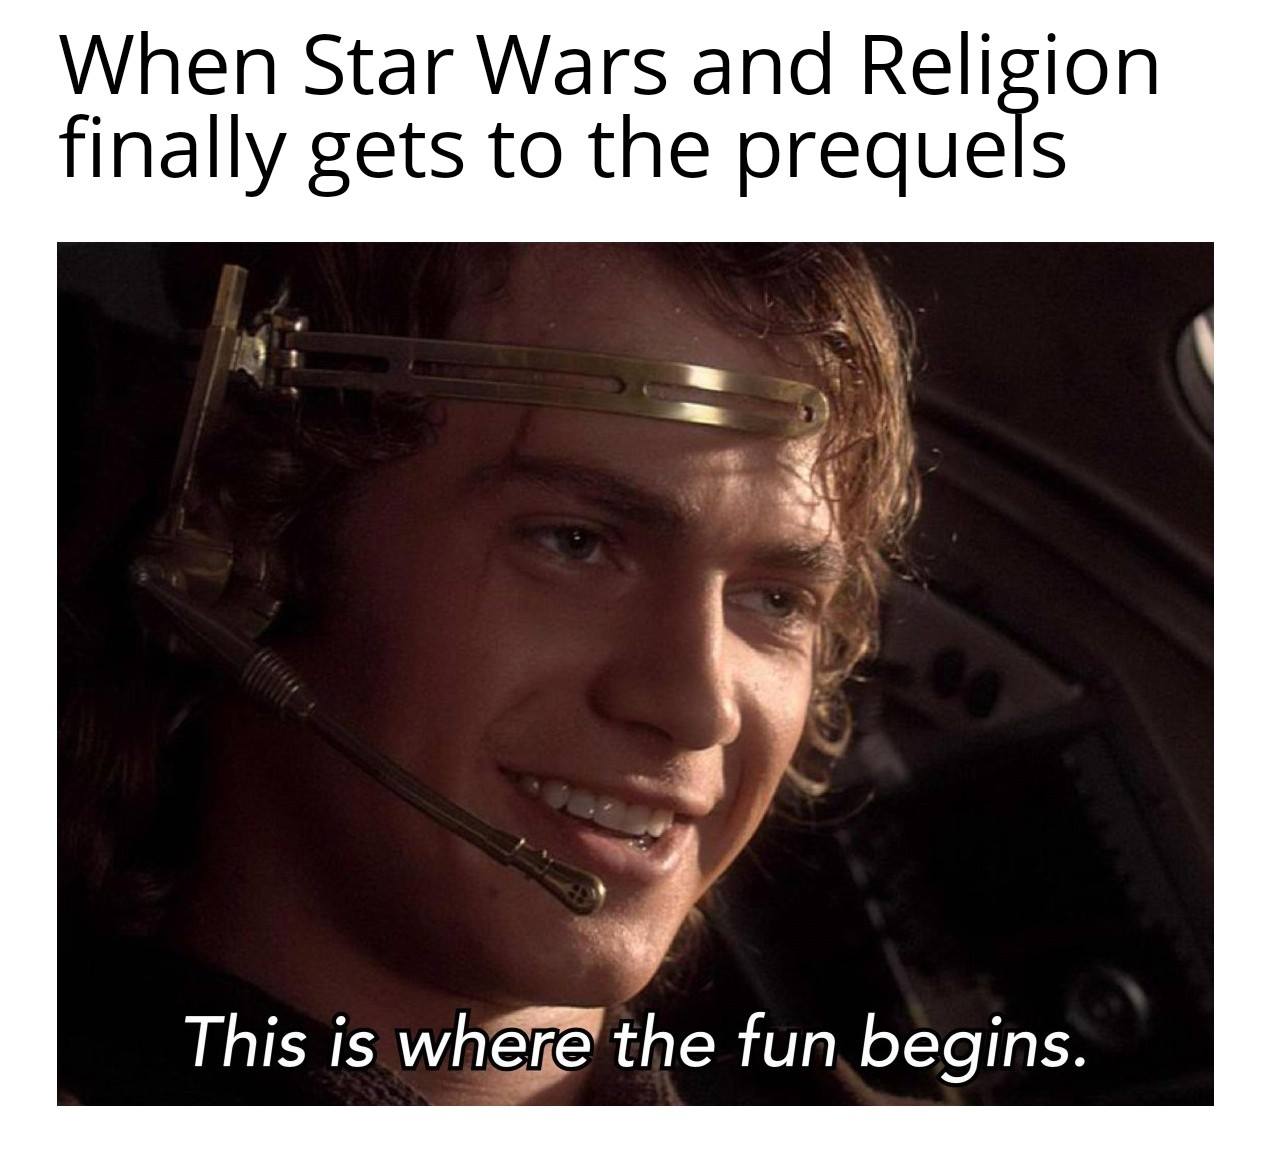 When Star Wars and Religion
finally gets to the prequels
This is where the fun begins.